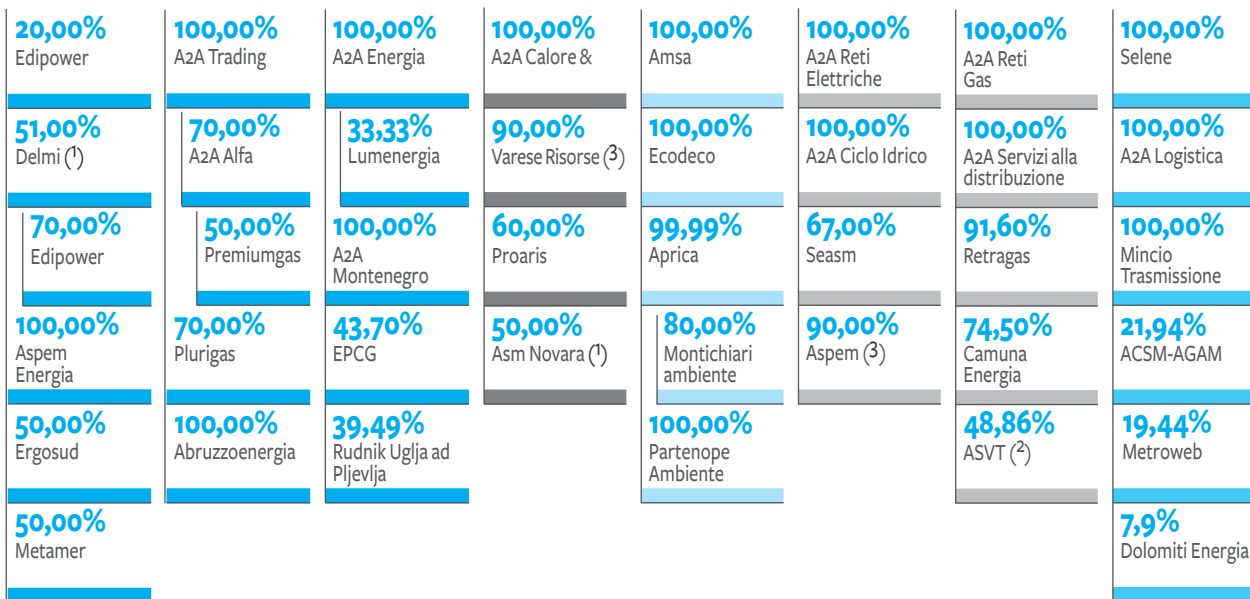 20,00%
Edipower
51,00%
Delmi (1)
70,00%
Edipower
100,00%
Aspem
Energia
50,00%
Ergosud
50,00%
Metamer
100,00%
A2A Trading
70,00%
A2A Alfa
50,00%
Premiumgas
70,00%
Plurigas
100,00%
Abruzzoenergia
100,00%
A2A Energia
33,33%
Lumenergia
100,00%
A2A
Montenegro
43,70%
EPCG
39,49%
Rudnik Uglja ad
Pljevlja
100,00%
A2A Calore &
90,00%
Varese Risorse (3)
60,00%
Proaris
50,00%
Asm Novara (1)
100,00%
Amsa
100,00%
Ecodeco
99,99%
Aprica
80,00%
Montichiari
ambiente
100,00%
Partenope
Ambiente
100,00%
A2A Reti
Elettriche
100,00%
A2A Ciclo Idrico
67,00%
Seasm
90,00%
Aspem (3)
100,00%
A2A Reti
Gas
100,00%
A2A Servizi alla
distribuzione
91,60%
Retragas
74,50%
Camuna
Energia
48,86%
ASVT (2)
100,00%
Selene
100,00%
A2A Logistica
100,00%
Mincio
Trasmissione
21,94%
ACSM-AGAM
19,44%
Metroweb
7,9%
Dolomiti Energia